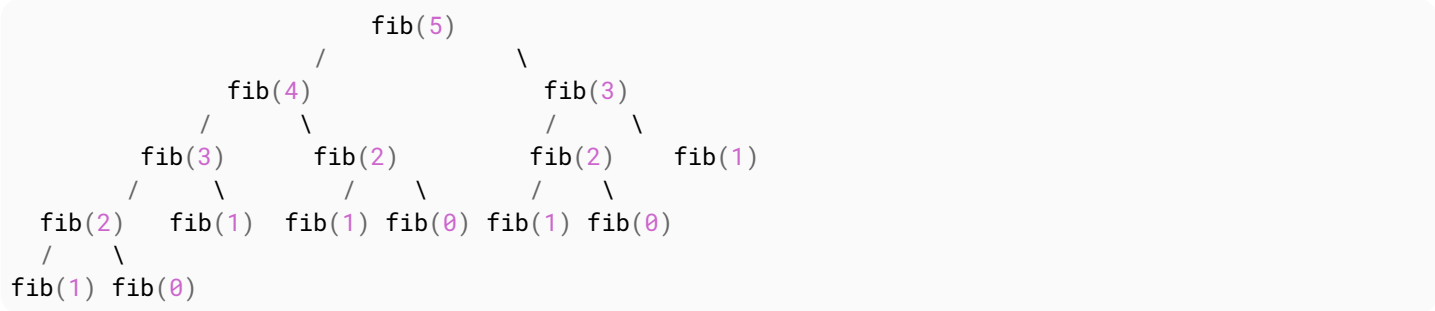 fib(5)
/ \
fib(4) fib(3)
/ \ / \
fib(3) fib(2) fib(2) fib(1)
/ \ / \ / \
fib(2) fib(1) fib(1) fib(0) fib(1) fib(0)
/ \
fib(1) fib(0)